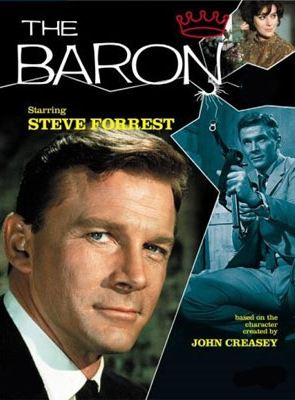 THE
BARON
Starring
STEVE FORREST
based on the
character
created by
JOHN CREASEY